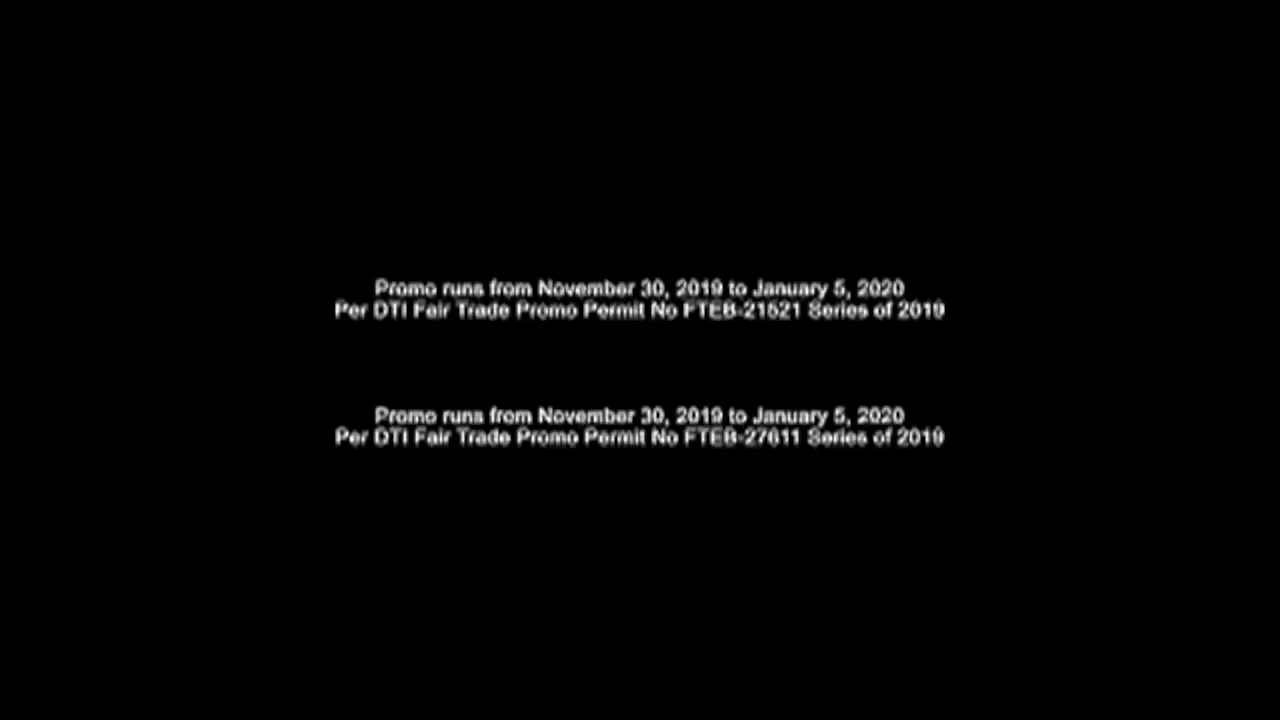 Promo runs from November 30, 2019 to January 5, 2020
Per DTI Fair Trade Promo Permit No FTEB-21521 Series of 2019
Promo runs from November 30, 2019 to January 5, 2020
Per DTI Fair Trade Promo Permit No FTEB-27611 Series of 2019